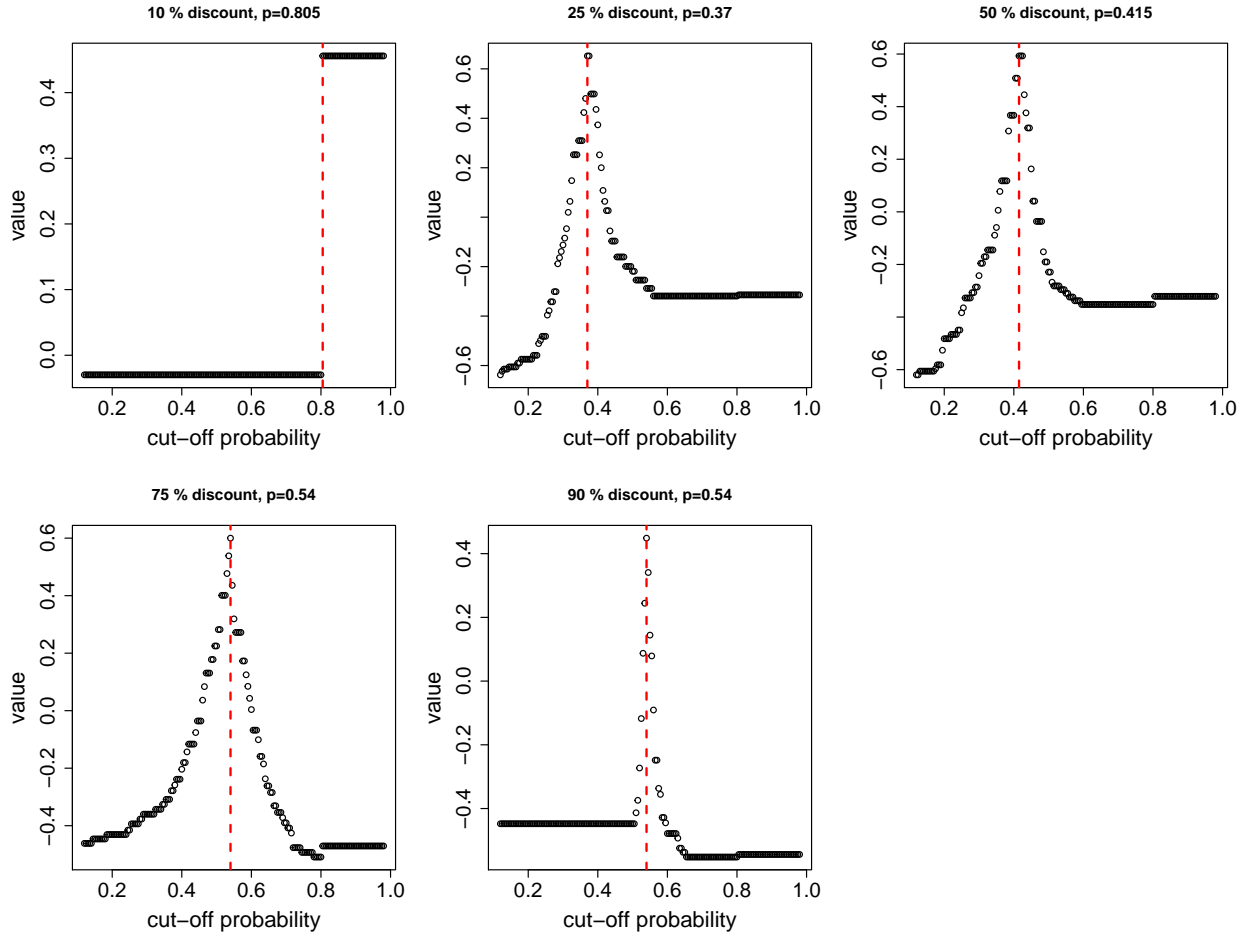 10 % discount, p=0.805
value
0.0 0.1 0.2 0.3 0.4
0.2 0.4 0.6 0.8 1.0
cut−off probability
25 % discount, p=0.37
value
−0.6 −0.2 0.2 0.4 0.6
0.2 0.4 0.6 0.8 1.0
cut−off probability
50 % discount, p=0.415
value
−0.6 −0.2 0.0 0.2 0.4 0.6
0.2 0.4 0.6 0.8 1.0
cut−off probability
75 % discount, p=0.54
value
−0.4 −0.2 0.0 0.2 0.4 0.6
0.2 0.4 0.6 0.8 1.0
cut−off probability
90 % discount, p=0.54
value
−0.4 −0.2 0.0 0.2 0.4
0.2 0.4 0.6 0.8 1.0
cut−off probability